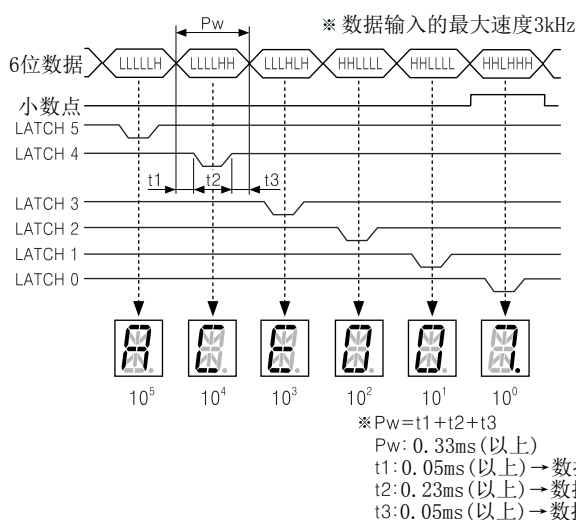 Pw
※ 数据输入的最大速度3kHz
6位数据 LLLLLH LLLLHH LLLHLH HHLLLL HHLLLL HHLHHH
小数点
LATCH 5
LATCH 4
t1 t2 t3
LATCH 3
LATCH 2
LATCH 1
LATCH 0
A C E 0 0 7.
10⁵ 10⁴ 10³ 10² 10¹ 10⁰
※Pw=t1+t2+t3
Pw: 0.33ms(以上)
t1:0.05ms(以上)→数
t2:0.23ms(以上)→数
t3:0.05ms(以上)→数